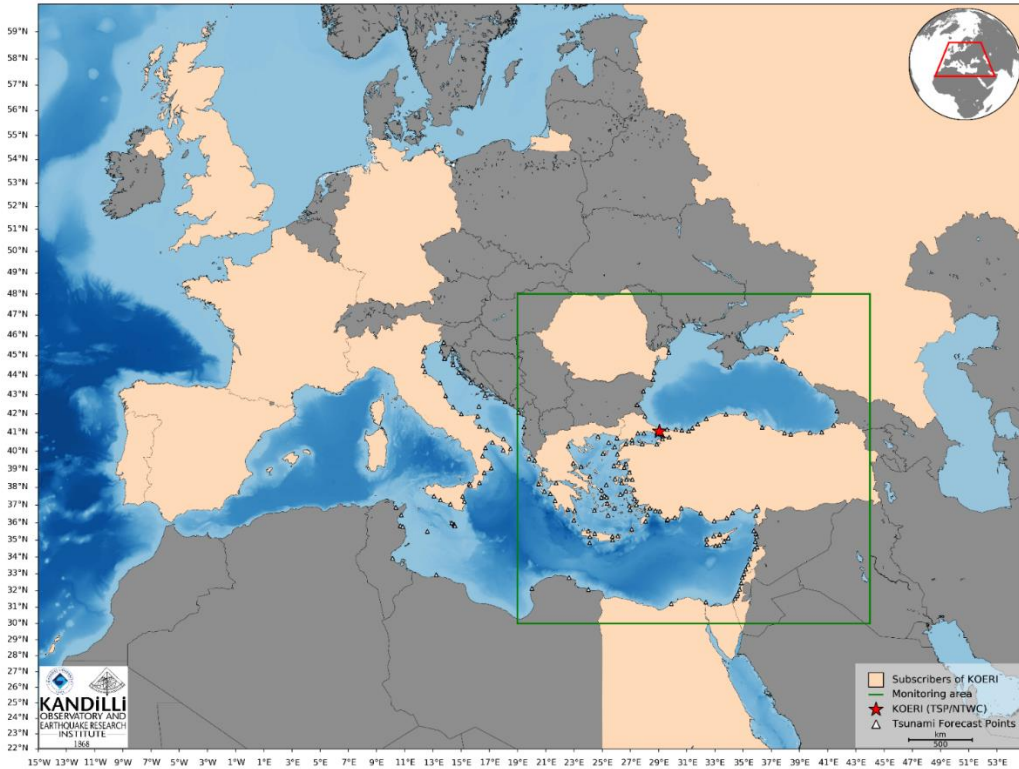 59°N
58°N
57°N
56°N
55°N
54°N
53°N
52°N
51°N
50°N
49°N
48°N
47°N
46°N
45°N
44°N
43°N
42°N
41°N
40°N
39°N
38°N
37°N
36°N
35°N
34°N
33°N
32°N
31°N
30°N
29°N
28°N
27°N
26°N
25°N
24°N
23°N
22°N
KANDiLLi
OBSERVATORY AND
EARTHQUAKE RESEARCH
INSTITUTE
1868
Subscribers of KOERI
Monitoring area
KOERI (TSP/NTWC)
Tsunami Forecast Points
km
500
15°W 13°W 11°W 9°W 7°W 5°W 3°W 1°W 1°E 3°E 5°E 7°E 9°E 11°E 13°E 15°E 17°E 19°E 21°E 23°E 25°E 27°E 29°E 31°E 33°E 35°E 37°E 39°E 41°E 43°E 45°E 47°E 49°E 51°E 53°E